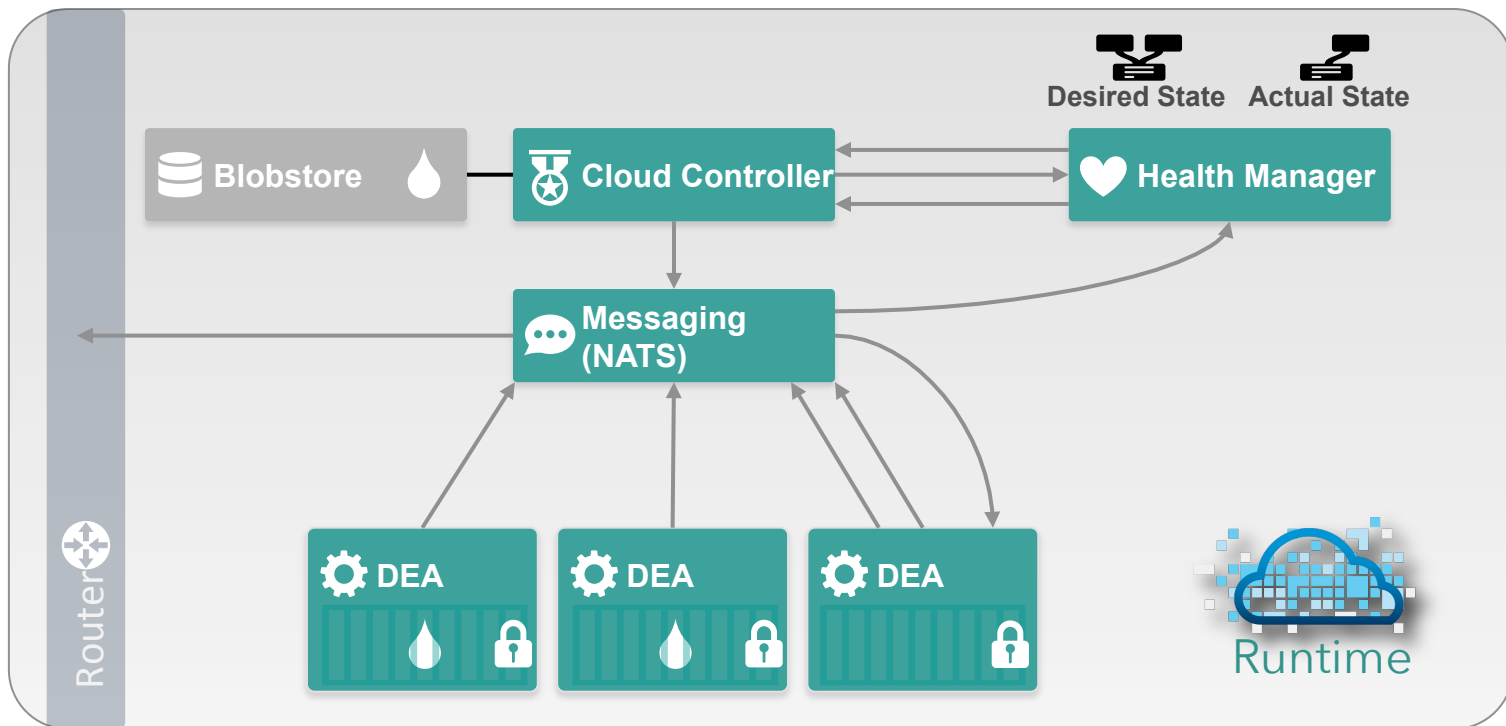 Desired State
Actual State
Blobstore
Cloud Controller
Health Manager
Messaging
(NATS)
DEA
DEA
DEA
Router
Runtime